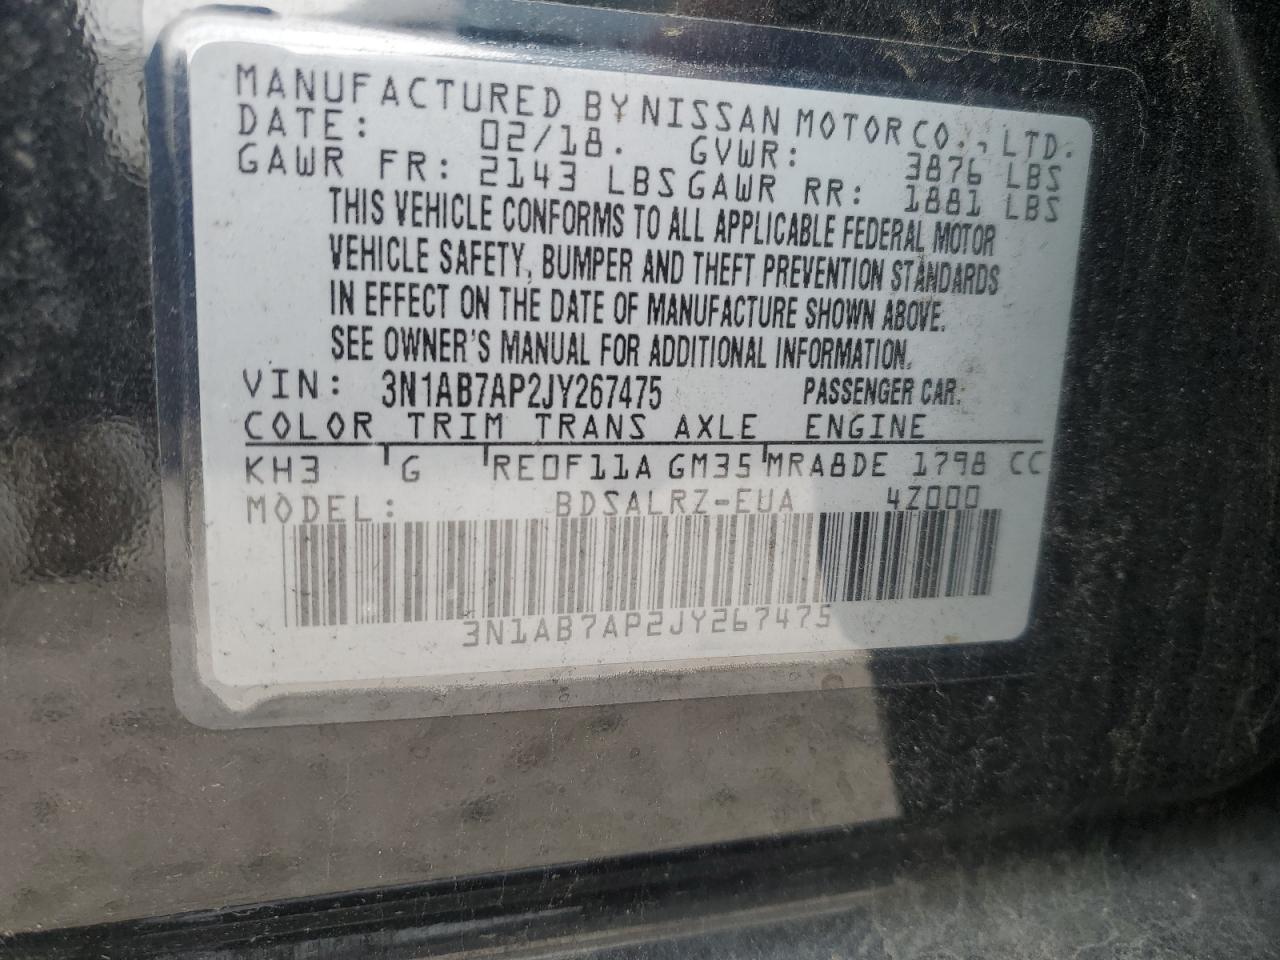 MANUFACTURED BY NISSAN MOTOR CO., LTD.
DATE: 02/18. GVWR: 3876 LBS
GAWR FR: 2143 LBS GAWR RR: 1881 LBS
THIS VEHICLE CONFORMS TO ALL APPLICABLE FEDERAL MOTOR
VEHICLE SAFETY, BUMPER AND THEFT PREVENTION STANDARDS
IN EFFECT ON THE DATE OF MANUFACTURE SHOWN ABOVE.
SEE OWNER'S MANUAL FOR ADDITIONAL INFORMATION.
VIN: 3N1AB7AP2JY267475 PASSENGER CAR:
COLOR TRIM TRANS AXLE ENGINE
KH3 G RE0F11A GM35 MRA8DE 1798 CC
MODEL: BDSALRZ-EUA 4Z000
3N1AB7AP2JY267475